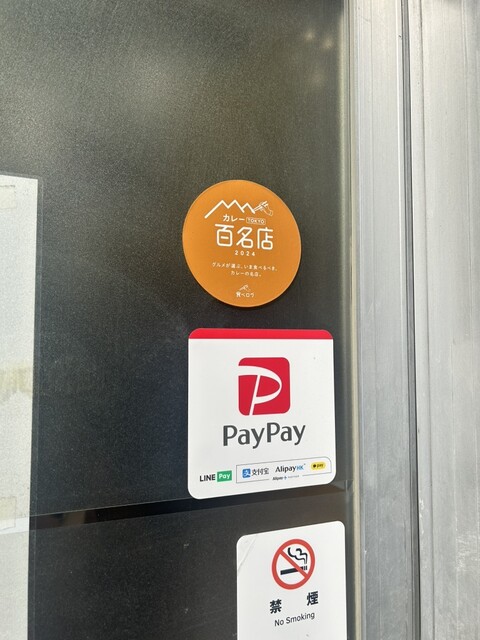 カレー TOKYO
百名店
2024
グルメが選ぶ、いま食べるべき、
カレーの名店。
食べログ
PayPay
LINE Pay 支付宝 AlipayHK pay
禁 煙
No Smoking